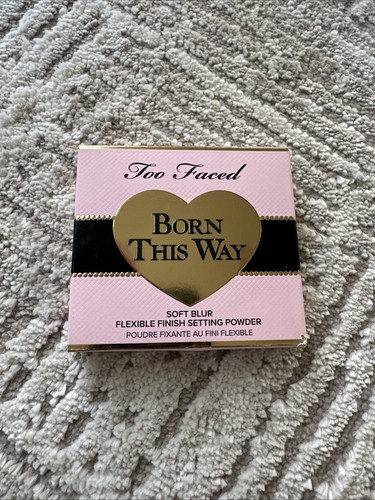 Too Faced
BORN
THIS WAY
SOFT BLUR
FLEXIBLE FINISH SETTING POWDER
POUDRE FIXANTE AU FINI FLEXIBLE